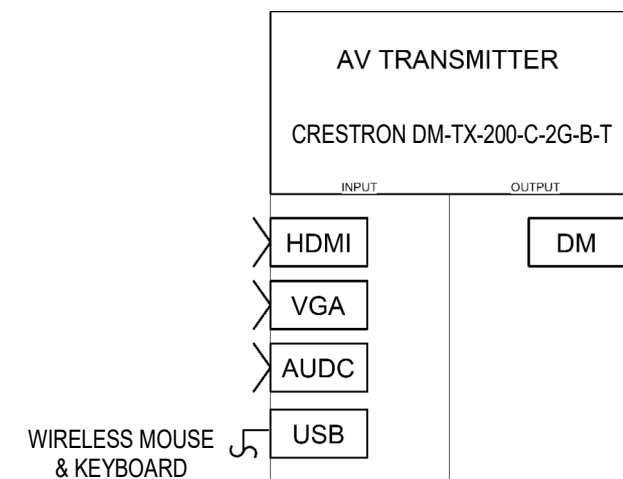 AV TRANSMITTER
CRESTRON DM-TX-200-C-2G-B-T
INPUT
OUTPUT
HDMI
DM
VGA
AUDC
USB
WIRELESS MOUSE
& KEYBOARD